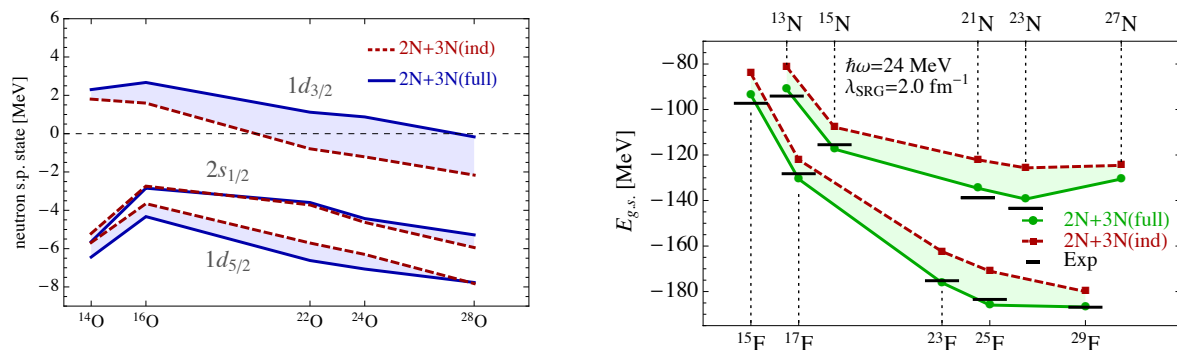 neutron s.p. state [MeV]
6
4
2
0
−2
−4
−6
−8
2N+3N(ind)
2N+3N(full)
1d3/2
2s1/2
1d5/2
¹⁴O ¹⁶O ²²O ²⁴O ²⁸O
¹³N ¹⁵N ²¹N ²³N ²⁷N
Eg.s. [MeV]
−80
−100
−120
−140
−160
−180
ℏω=24 MeV
λSRG=2.0 fm⁻¹
2N+3N(full)
2N+3N(ind)
Exp
¹⁵F ¹⁷F ²³F ²⁵F ²⁹F